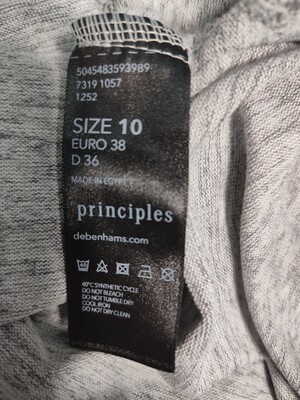 5045483593989
7319 1057
1252
SIZE 10
EURO 38
D 36
MADE IN EGYPT
principles
debenhams.com
40°C SYNTHETIC CYCLE
DO NOT BLEACH
DO NOT TUMBLE DRY
COOL IRON
DO NOT DRY CLEAN